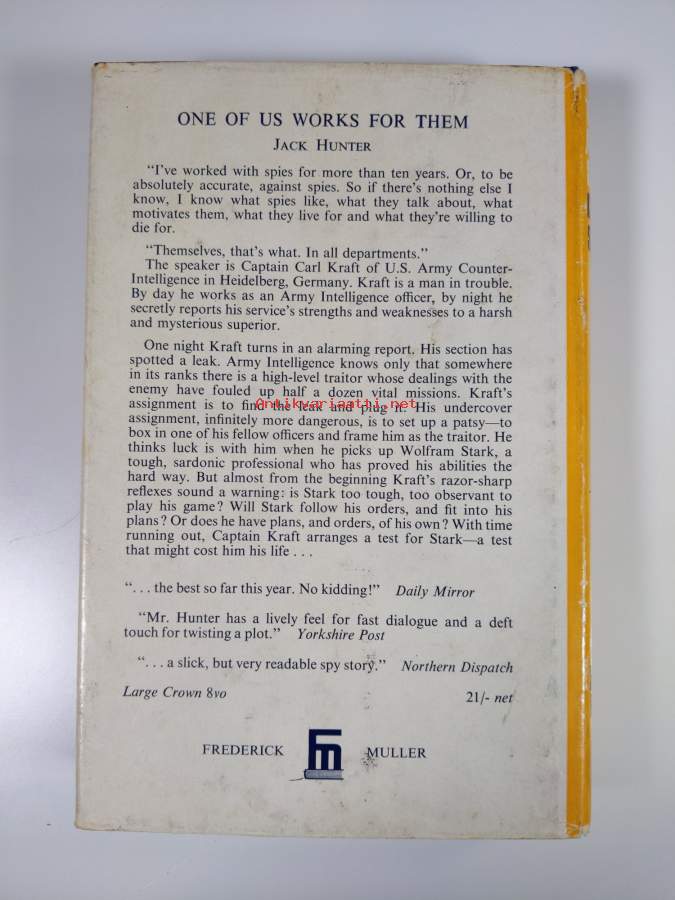 ONE OF US WORKS FOR THEM
JACK HUNTER
"I've worked with spies for more than ten years. Or, to be
absolutely accurate, against spies. So if there's nothing else I
know, I know what spies like, what they talk about, what
motivates them, what they live for and what they're willing to
die for.
"Themselves, that's what. In all departments."
The speaker is Captain Carl Kraft of U.S. Army Counter-
Intelligence in Heidelberg, Germany. Kraft is a man in trouble.
By day he works as an Army Intelligence officer, by night he
secretly reports his service's strengths and weaknesses to a harsh
and mysterious superior.
One night Kraft turns in an alarming report. His section has
spotted a leak. Army Intelligence knows only that somewhere
in its ranks there is a high-level traitor whose dealings with the
enemy have fouled up half a dozen vital missions. Kraft's
assignment is to find the leak and plug it. His undercover
Antikvariaatti.net
assignment, infinitely more dangerous, is to set up a patsy—to
box in one of his fellow officers and frame him as the traitor. He
thinks luck is with him when he picks up Wolfram Stark, a
tough, sardonic professional who has proved his abilities the
hard way. But almost from the beginning Kraft's razor-sharp
reflexes sound a warning: is Stark too tough, too observant to
play his game? Will Stark follow his orders, and fit into his
plans? Or does he have plans, and orders, of his own? With time
running out, Captain Kraft arranges a test for Stark—a test
that might cost him his life . . .
". . . the best so far this year. No kidding!" Daily Mirror
"Mr. Hunter has a lively feel for fast dialogue and a deft
touch for twisting a plot." Yorkshire Post
". . . a slick, but very readable spy story." Northern Dispatch
Large Crown 8vo 21/- net
FREDERICK FM MULLER